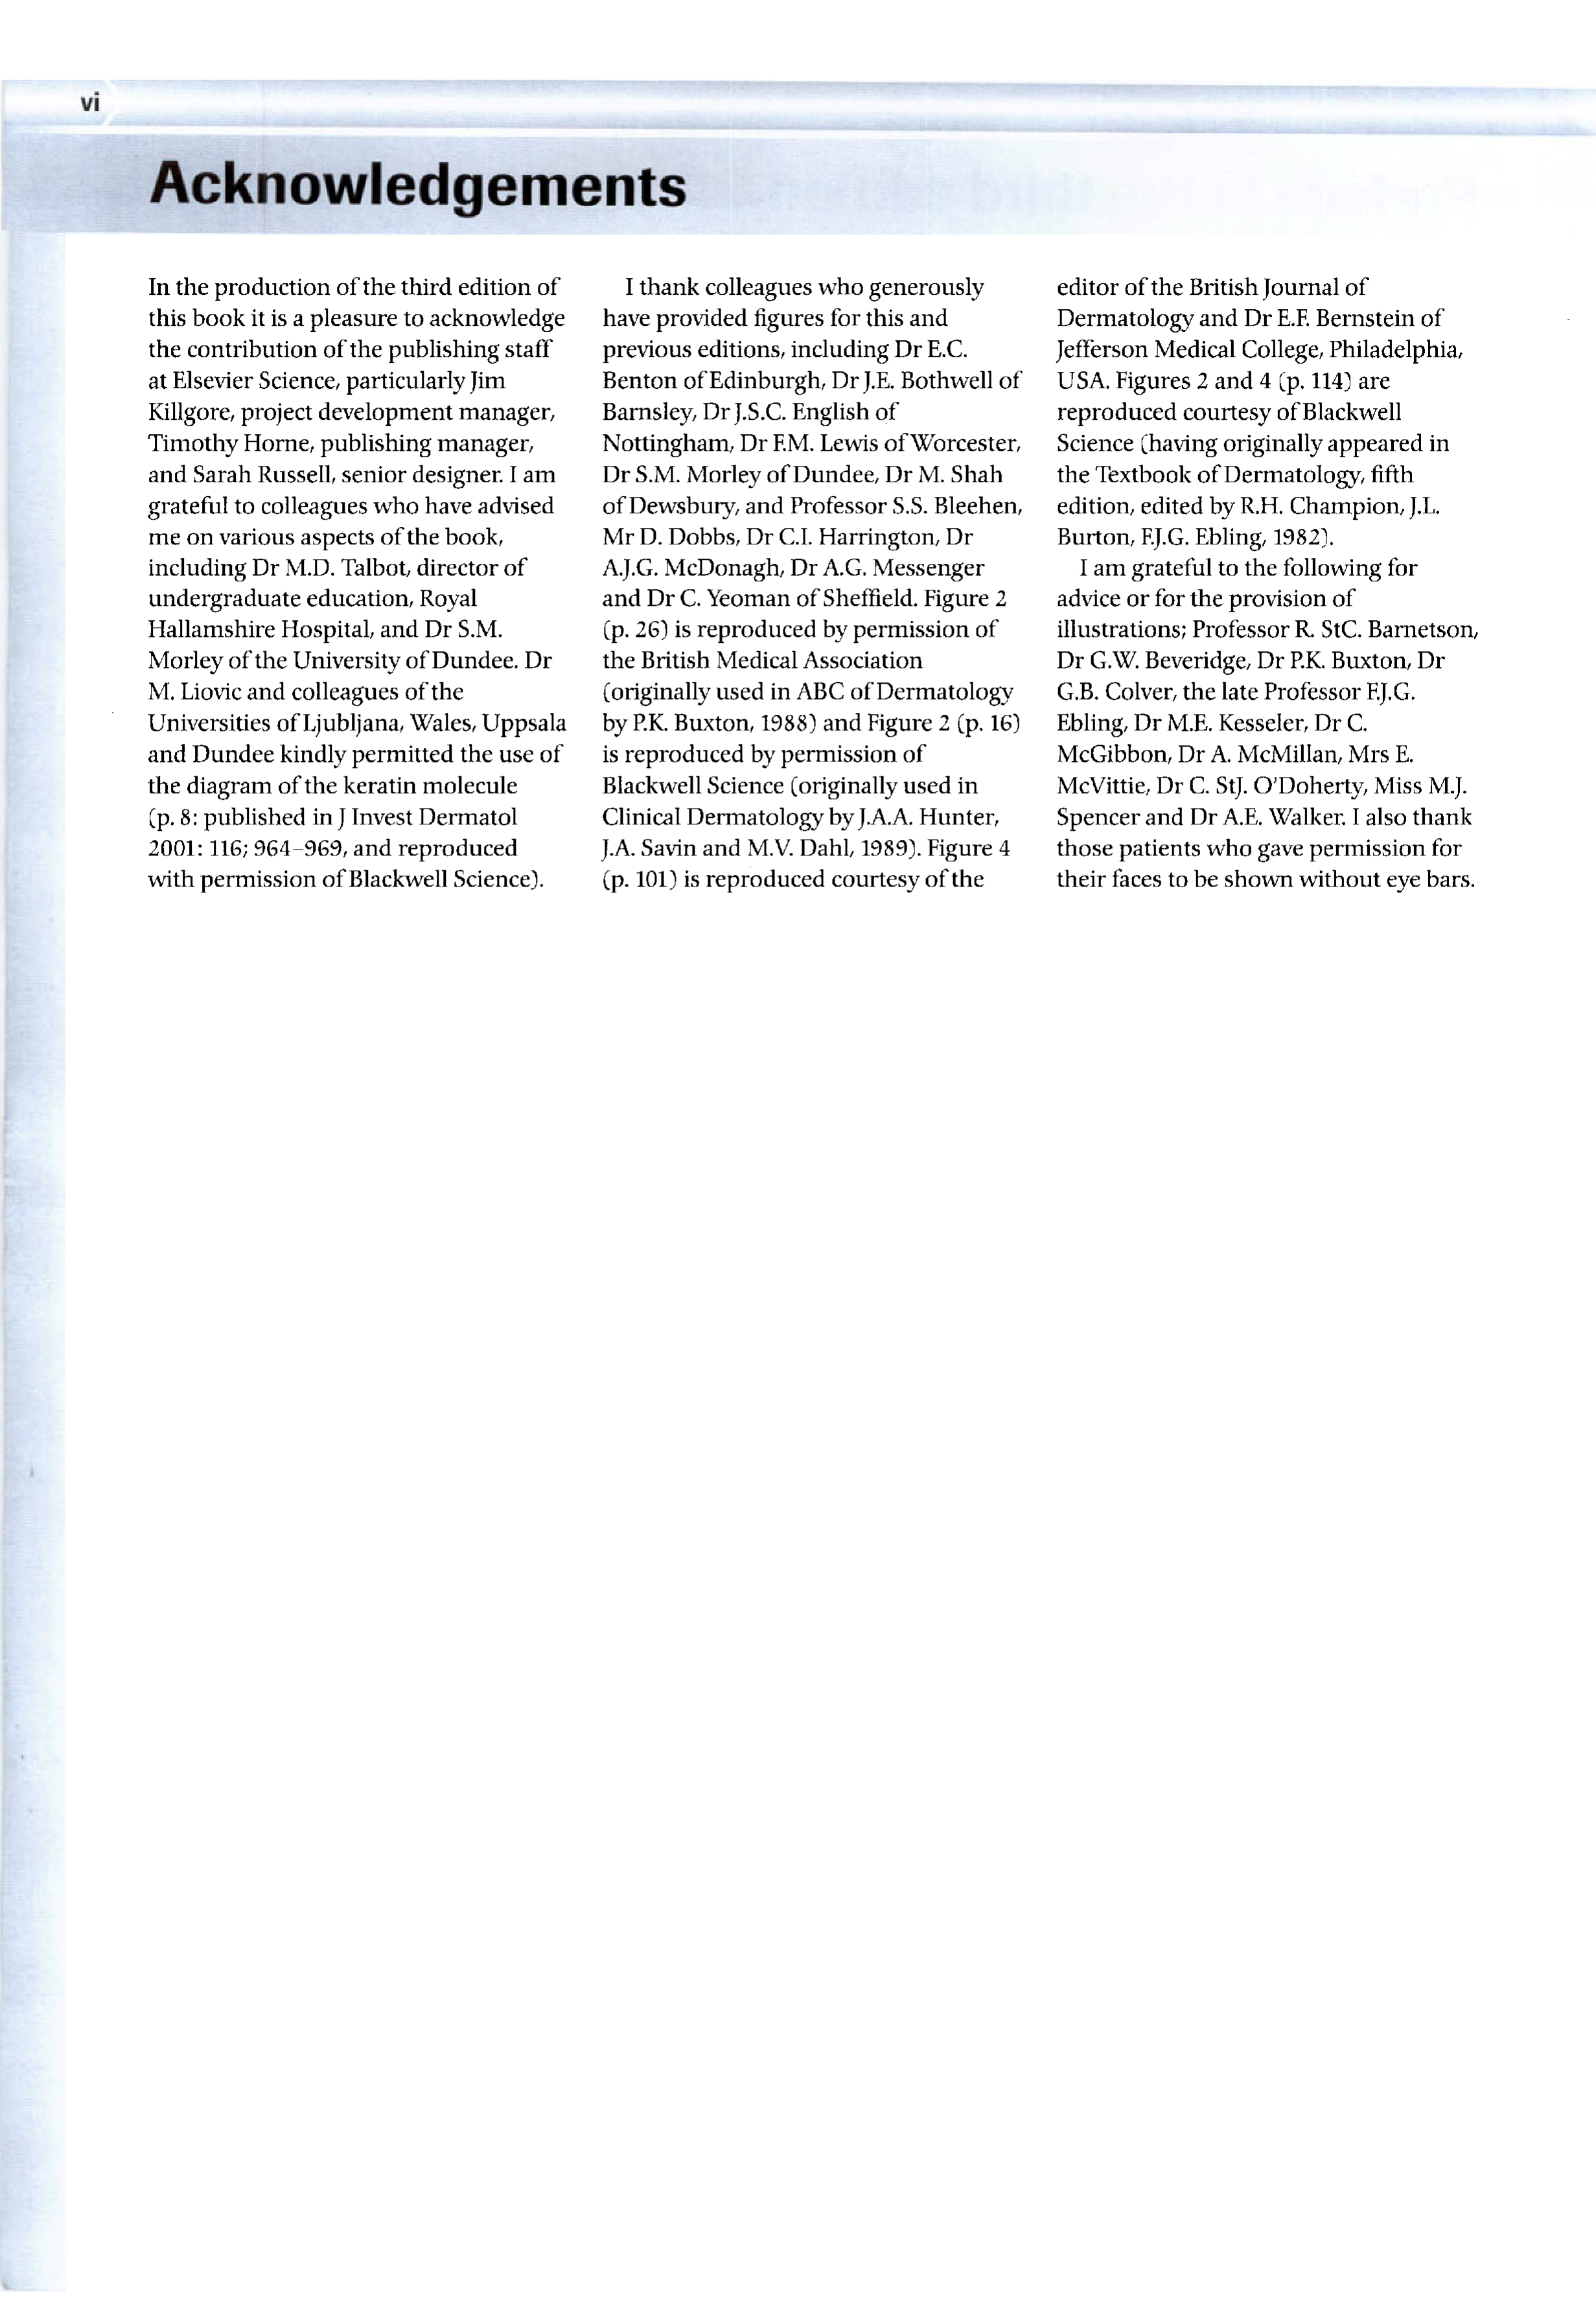 vi
Acknowledgements
In the production of the third edition of
this book it is a pleasure to acknowledge
the contribution of the publishing staff
at Elsevier Science, particularly Jim
Killgore, project development manager,
Timothy Horne, publishing manager,
and Sarah Russell, senior designer. I am
grateful to colleagues who have advised
me on various aspects of the book,
including Dr M.D. Talbot, director of
undergraduate education, Royal
Hallamshire Hospital, and Dr S.M.
Morley of the University of Dundee. Dr
M. Liovic and colleagues of the
Universities of Ljubljana, Wales, Uppsala
and Dundee kindly permitted the use of
the diagram of the keratin molecule
(p. 8: published in J Invest Dermatol
2001: 116; 964–969, and reproduced
with permission of Blackwell Science).
I thank colleagues who generously
have provided figures for this and
previous editions, including Dr E.C.
Benton of Edinburgh, Dr J.E. Bothwell of
Barnsley, Dr J.S.C. English of
Nottingham, Dr F.M. Lewis of Worcester,
Dr S.M. Morley of Dundee, Dr M. Shah
of Dewsbury, and Professor S.S. Bleehen,
Mr D. Dobbs, Dr C.I. Harrington, Dr
A.J.G. McDonagh, Dr A.G. Messenger
and Dr C. Yeoman of Sheffield. Figure 2
(p. 26) is reproduced by permission of
the British Medical Association
(originally used in ABC of Dermatology
by P.K. Buxton, 1988) and Figure 2 (p. 16)
is reproduced by permission of
Blackwell Science (originally used in
Clinical Dermatology by J.A.A. Hunter,
J.A. Savin and M.V. Dahl, 1989). Figure 4
(p. 101) is reproduced courtesy of the
editor of the British Journal of
Dermatology and Dr E.F. Bernstein of
Jefferson Medical College, Philadelphia,
USA. Figures 2 and 4 (p. 114) are
reproduced courtesy of Blackwell
Science (having originally appeared in
the Textbook of Dermatology, fifth
edition, edited by R.H. Champion, J.L.
Burton, F.J.G. Ebling, 1982).
I am grateful to the following for
advice or for the provision of
illustrations; Professor R. StC. Barnetson,
Dr G.W. Beveridge, Dr P.K. Buxton, Dr
G.B. Colver, the late Professor F.J.G.
Ebling, Dr M.E. Kesseler, Dr C.
McGibbon, Dr A. McMillan, Mrs E.
McVittie, Dr C. StJ. O'Doherty, Miss M.J.
Spencer and Dr A.E. Walker. I also thank
those patients who gave permission for
their faces to be shown without eye bars.